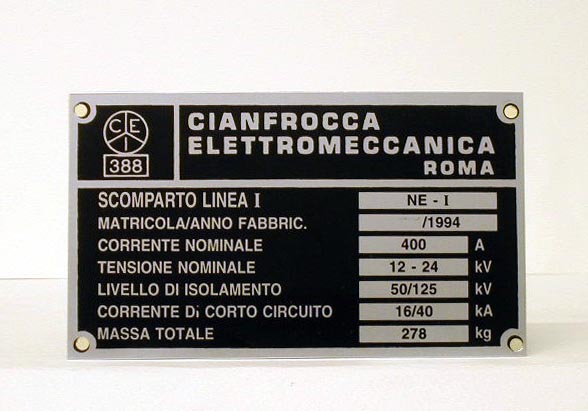 CEI
388
CIANFROCCA
ELETTROMECCANICA
ROMA
SCOMPARTO LINEA I NE - I
MATRICOLA/ANNO FABBRIC. /1994
CORRENTE NOMINALE 400 A
TENSIONE NOMINALE 12 - 24 kV
LIVELLO DI ISOLAMENTO 50/125 kV
CORRENTE Di CORTO CIRCUITO 16/40 kA
MASSA TOTALE 278 kg